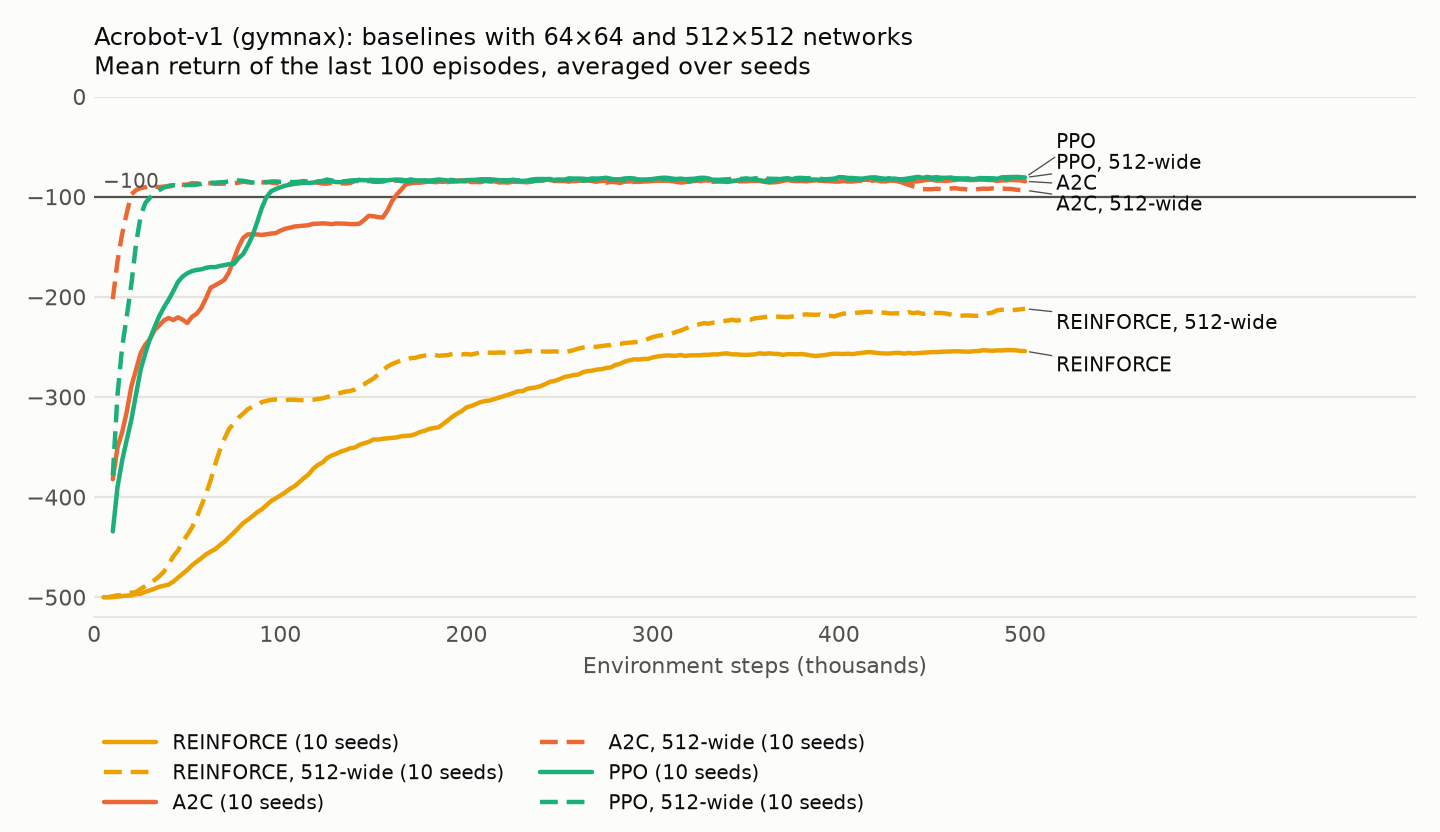 Acrobot-v1 (gymnax): baselines with 64×64 and 512×512 networks
Mean return of the last 100 episodes, averaged over seeds
0
−100
−200
−300
−400
−500
−100
PPO
PPO, 512-wide
A2C
A2C, 512-wide
REINFORCE, 512-wide
REINFORCE
0 100 200 300 400 500
Environment steps (thousands)
REINFORCE (10 seeds)
REINFORCE, 512-wide (10 seeds)
A2C (10 seeds)
A2C, 512-wide (10 seeds)
PPO (10 seeds)
PPO, 512-wide (10 seeds)